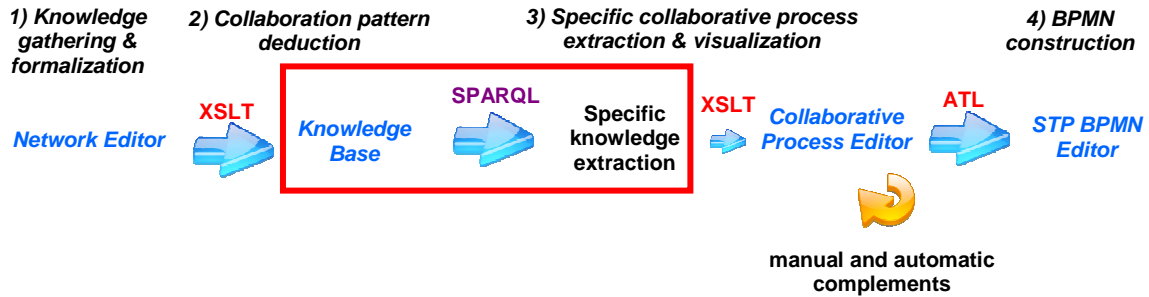 1) Knowledge
gathering &
formalization
2) Collaboration pattern
deduction
3) Specific collaborative process
extraction & visualization
4) BPMN
construction
Network Editor
XSLT
Knowledge
Base
SPARQL
Specific
knowledge
extraction
XSLT
Collaborative
Process Editor
ATL
STP BPMN
Editor
manual and automatic
complements